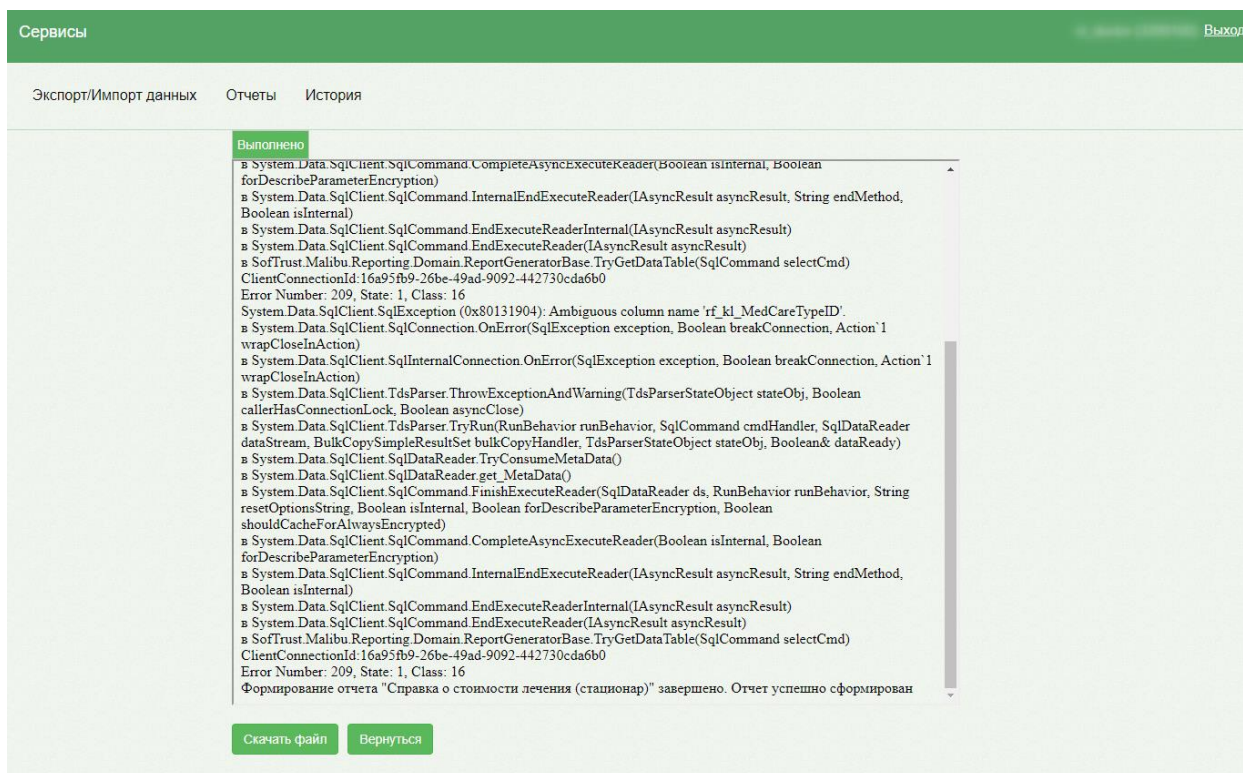 Сервисы
Выход
Экспорт/Импорт данных Отчеты История
Выполнено
в System.Data.SqlClient.SqlCommand.CompleteAsyncExecuteReader(Boolean isInternal, Boolean
forDescribeParameterEncryption)
в System.Data.SqlClient.SqlCommand.InternalEndExecuteReader(IAsyncResult asyncResult, String endMethod,
Boolean isInternal)
в System.Data.SqlClient.SqlCommand.EndExecuteReaderInternal(IAsyncResult asyncResult)
в System.Data.SqlClient.SqlCommand.EndExecuteReader(IAsyncResult asyncResult)
в SofTrust.Malibu.Reporting.Domain.ReportGeneratorBase.TryGetDataTable(SqlCommand selectCmd)
ClientConnectionId:16a95fb9-26be-49ad-9092-442730cda6b0
Error Number: 209, State: 1, Class: 16
System.Data.SqlClient.SqlException (0x80131904): Ambiguous column name 'rf_kl_MedCareTypeID'.
в System.Data.SqlClient.SqlConnection.OnError(SqlException exception, Boolean breakConnection, Action`1
wrapCloseInAction)
в System.Data.SqlClient.SqlInternalConnection.OnError(SqlException exception, Boolean breakConnection, Action`1
wrapCloseInAction)
в System.Data.SqlClient.TdsParser.ThrowExceptionAndWarning(TdsParserStateObject stateObj, Boolean
callerHasConnectionLock, Boolean asyncClose)
в System.Data.SqlClient.TdsParser.TryRun(RunBehavior runBehavior, SqlCommand cmdHandler, SqlDataReader
dataStream, BulkCopySimpleResultSet bulkCopyHandler, TdsParserStateObject stateObj, Boolean& dataReady)
в System.Data.SqlClient.SqlDataReader.TryConsumeMetaData()
в System.Data.SqlClient.SqlDataReader.get_MetaData()
в System.Data.SqlClient.SqlCommand.FinishExecuteReader(SqlDataReader ds, RunBehavior runBehavior, String
resetOptionsString, Boolean isInternal, Boolean forDescribeParameterEncryption, Boolean
shouldCacheForAlwaysEncrypted)
в System.Data.SqlClient.SqlCommand.CompleteAsyncExecuteReader(Boolean isInternal, Boolean
forDescribeParameterEncryption)
в System.Data.SqlClient.SqlCommand.InternalEndExecuteReader(IAsyncResult asyncResult, String endMethod,
Boolean isInternal)
в System.Data.SqlClient.SqlCommand.EndExecuteReaderInternal(IAsyncResult asyncResult)
в System.Data.SqlClient.SqlCommand.EndExecuteReader(IAsyncResult asyncResult)
в SofTrust.Malibu.Reporting.Domain.ReportGeneratorBase.TryGetDataTable(SqlCommand selectCmd)
ClientConnectionId:16a95fb9-26be-49ad-9092-442730cda6b0
Error Number: 209, State: 1, Class: 16
Формирование отчета "Справка о стоимости лечения (стационар)" завершено. Отчет успешно сформирован
Скачать файл Вернуться